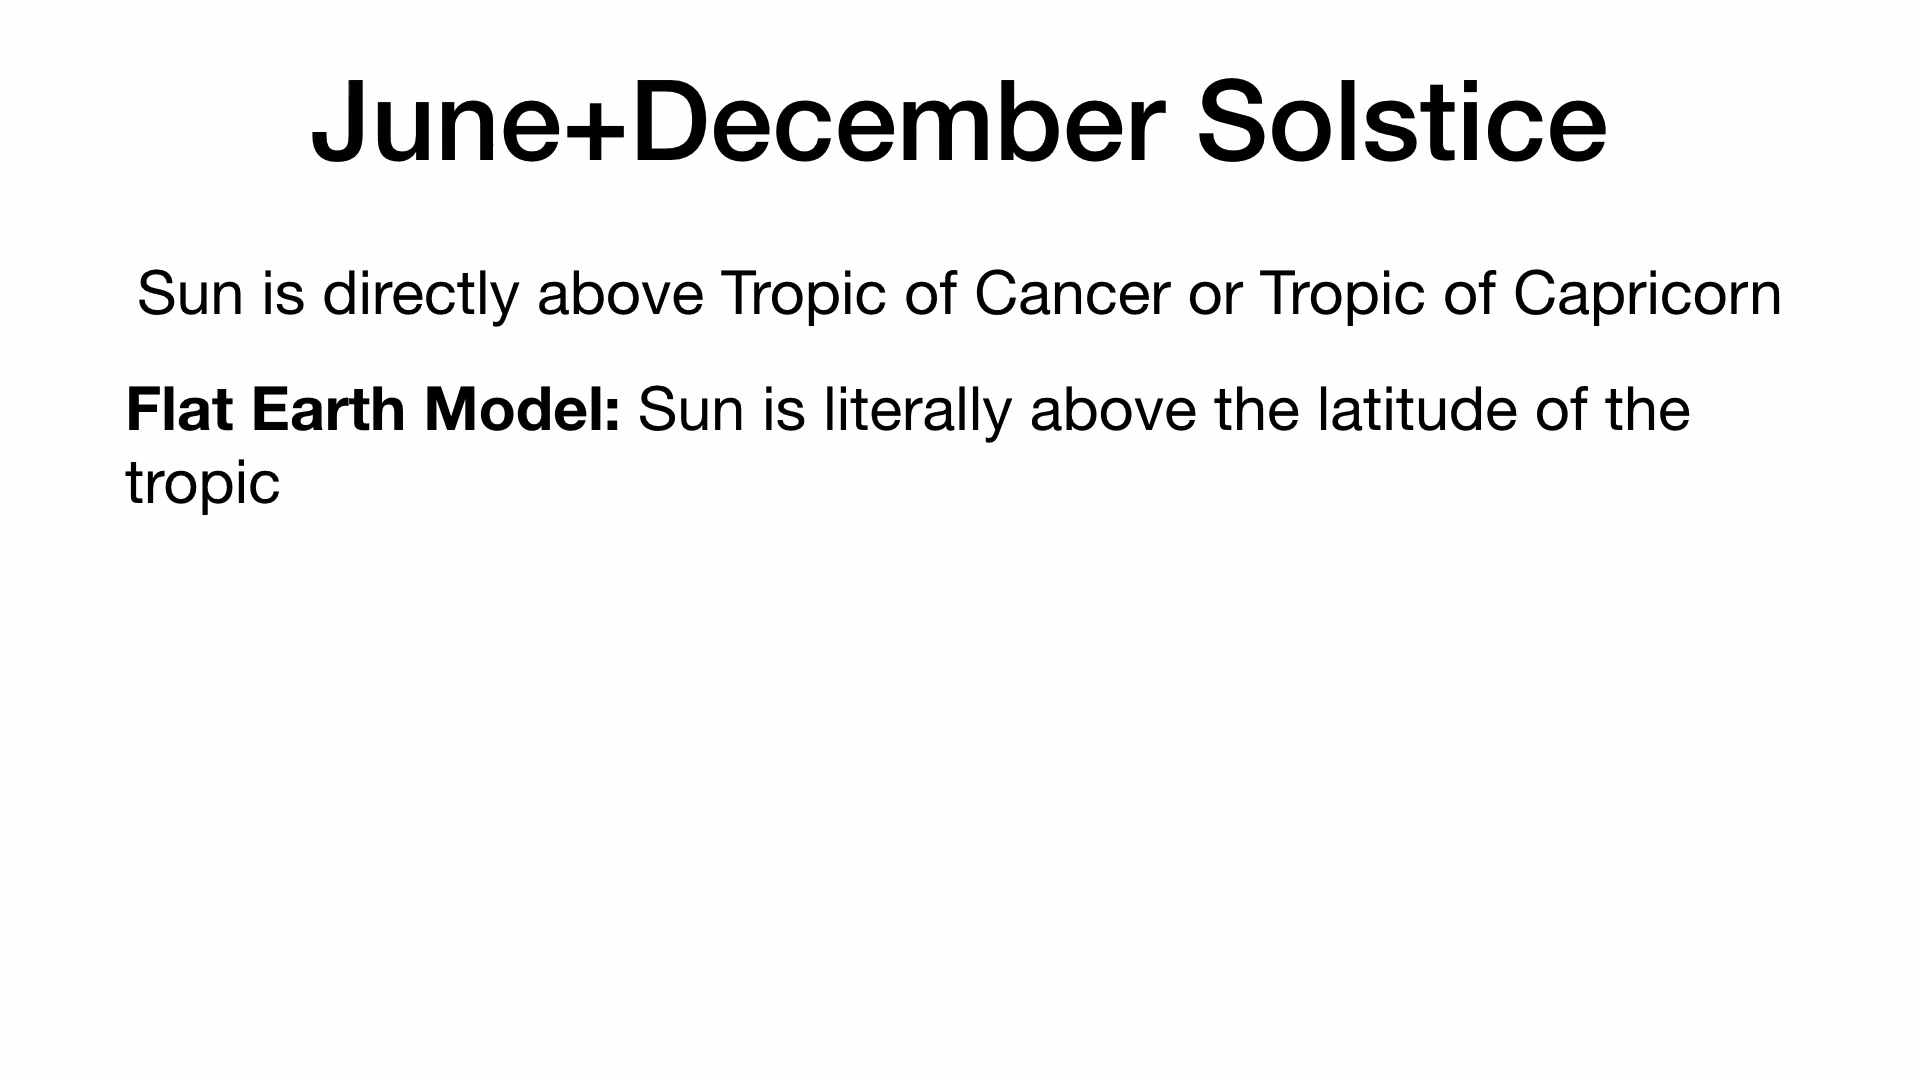 June+December Solstice
Sun is directly above Tropic of Cancer or Tropic of Capricorn
Flat Earth Model: Sun is literally above the latitude of the
tropic